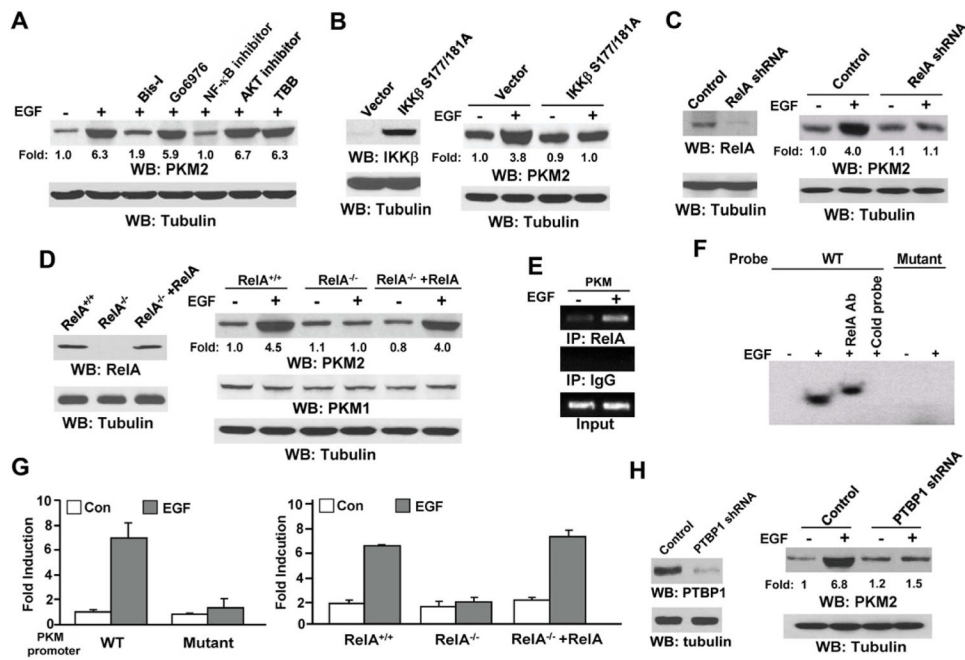 A
EGF
Bis-I
Go6976
NF-κB inhibitor
AKT inhibitor
TBB
- + + + + + +
Fold: 1.0 6.3 1.9 5.9 1.0 6.7 6.3
WB: PKM2
WB: Tubulin
B
Vector
IKKβ S177/181A
WB: IKKβ
WB: Tubulin
Vector IKKβ S177/181A
EGF - + - +
Fold: 1.0 3.8 0.9 1.0
WB: PKM2
WB: Tubulin
C
Control
RelA shRNA
WB: RelA
WB: Tubulin
Control
RelA shRNA
EGF - + - +
Fold: 1.0 4.0 1.1 1.1
WB: PKM2
WB: Tubulin
D
RelA+/+
RelA-/-
RelA-/- +RelA
WB: RelA
WB: Tubulin
RelA+/+ RelA-/- RelA-/- +RelA
EGF - + - + - +
Fold: 1.0 4.5 1.1 1.0 0.8 4.0
WB: PKM2
WB: PKM1
WB: Tubulin
E
PKM
EGF - +
IP: RelA
IP: IgG
Input
F
Probe WT Mutant
RelA Ab
Cold probe
EGF - + + + - +
G
Fold Induction
10
8
6
4
2
0
Con EGF
PKM promoter WT Mutant
Fold Indcution
10
8
6
4
2
0
Con EGF
RelA+/+ RelA-/- RelA-/- +RelA
H
Control
PTBP1 shRNA
WB: PTBP1
WB: tubulin
Control
PTBP1 shRNA
EGF - + - +
Fold: 1 6.8 1.2 1.5
WB: PKM2
WB: Tubulin